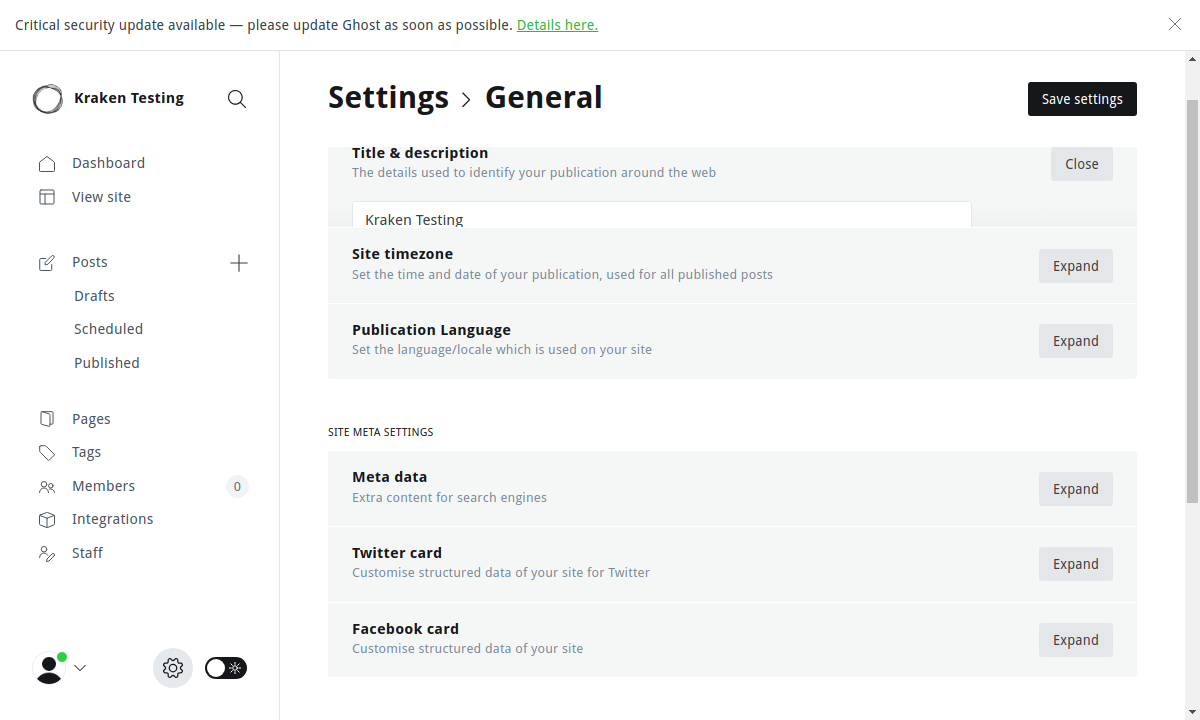 Critical security update available — please update Ghost as soon as possible. Details here.
Kraken Testing
Dashboard
View site
Posts
Drafts
Scheduled
Published
Pages
Tags
Members 0
Integrations
Staff
Settings General
Save settings
Title & description
The details used to identify your publication around the web
Close
Kraken Testing
Site timezone
Set the time and date of your publication, used for all published posts
Expand
Publication Language
Set the language/locale which is used on your site
Expand
SITE META SETTINGS
Meta data
Extra content for search engines
Expand
Twitter card
Customise structured data of your site for Twitter
Expand
Facebook card
Customise structured data of your site
Expand